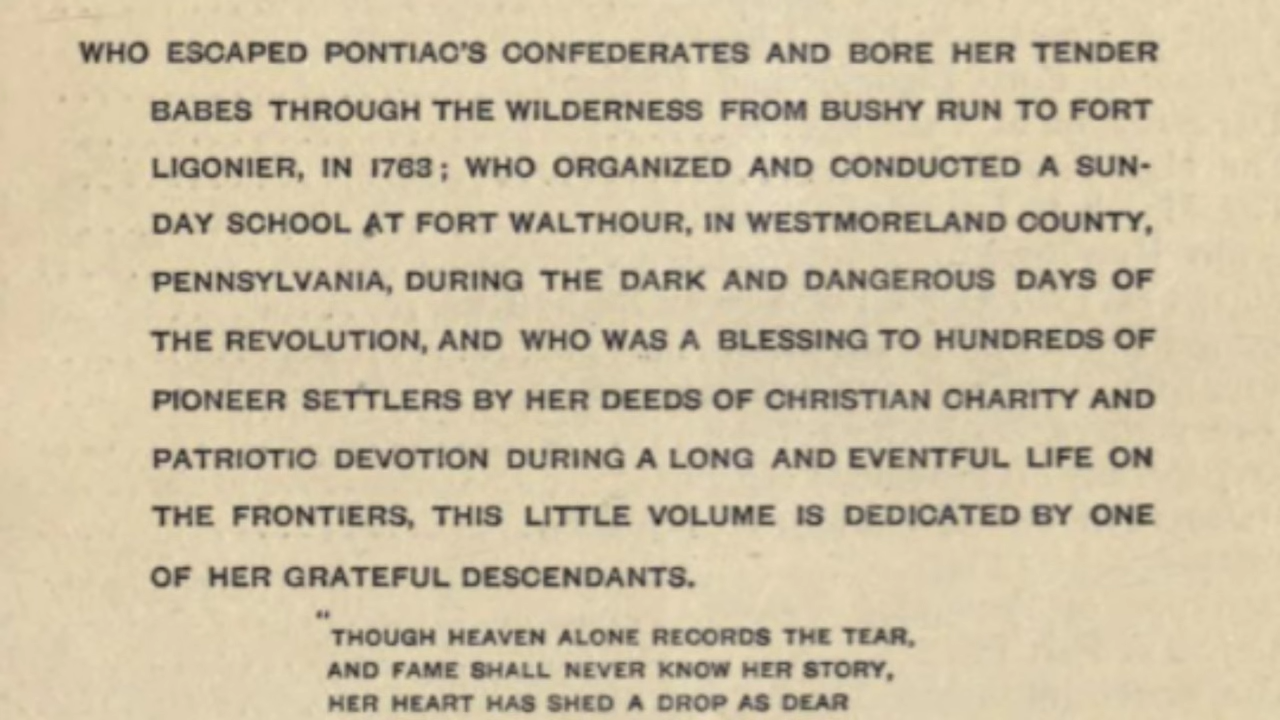 WHO ESCAPED PONTIAC'S CONFEDERATES AND BORE HER TENDER
BABES THROUGH THE WILDERNESS FROM BUSHY RUN TO FORT
LIGONIER, IN 1763; WHO ORGANIZED AND CONDUCTED A SUN-
DAY SCHOOL AT FORT WALTHOUR, IN WESTMORELAND COUNTY,
PENNSYLVANIA, DURING THE DARK AND DANGEROUS DAYS OF
THE REVOLUTION, AND WHO WAS A BLESSING TO HUNDREDS OF
PIONEER SETTLERS BY HER DEEDS OF CHRISTIAN CHARITY AND
PATRIOTIC DEVOTION DURING A LONG AND EVENTFUL LIFE ON
THE FRONTIERS, THIS LITTLE VOLUME IS DEDICATED BY ONE
OF HER GRATEFUL DESCENDANTS.
"THOUGH HEAVEN ALONE RECORDS THE TEAR,
AND FAME SHALL NEVER KNOW HER STORY,
HER HEART HAS SHED A DROP AS DEAR